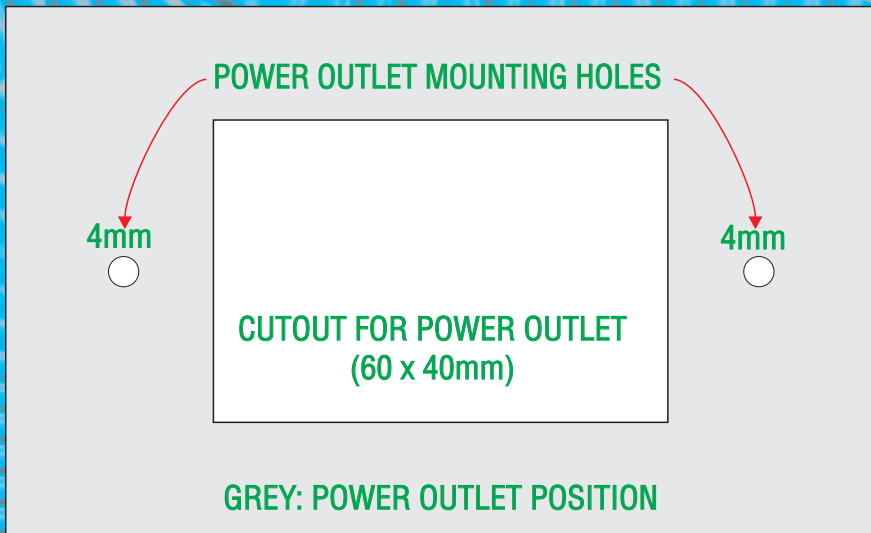 POWER OUTLET MOUNTING HOLES
4mm
4mm
CUTOUT FOR POWER OUTLET
(60 x 40mm)
GREY: POWER OUTLET POSITION